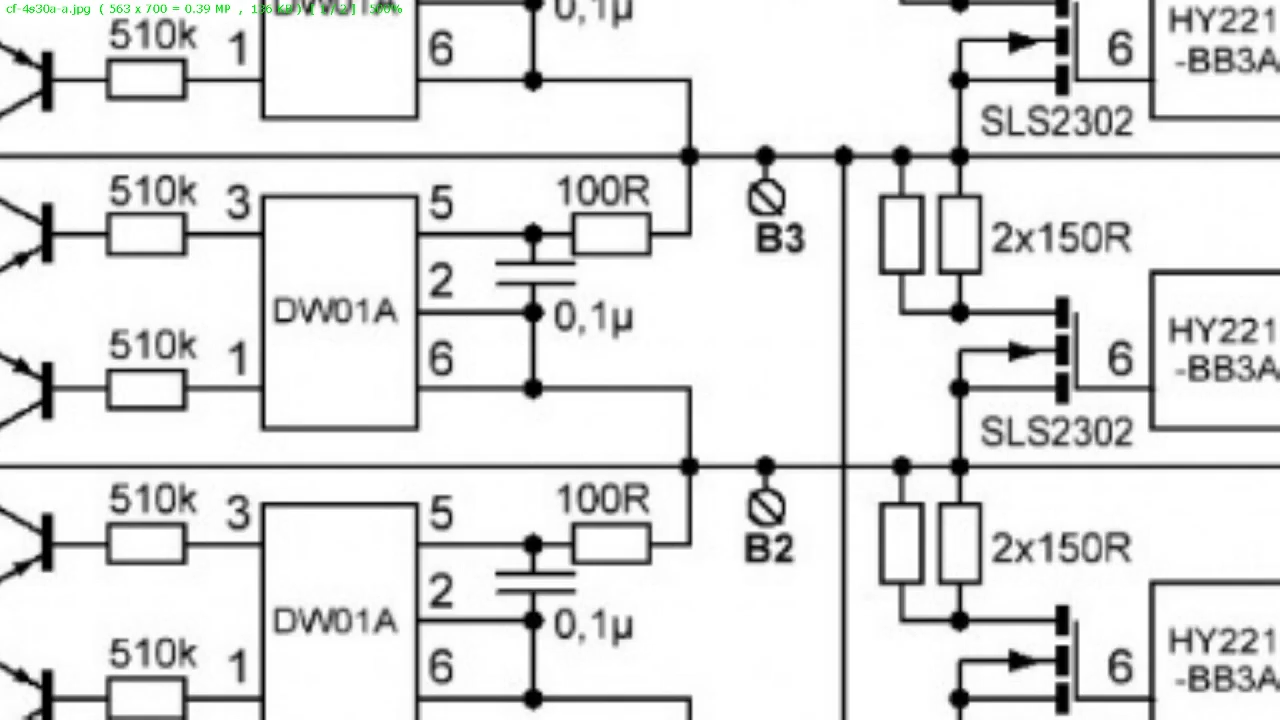 cf-4s30a-a.jpg ( 563 x 700 = 0.39 MP ,
0,1µ
HY221
-BB3A
510k
1
6
6
SLS2302
510k
3
5
100R
B3
2x150R
2
DW01A
0,1µ
HY221
-BB3A
510k
1
6
6
SLS2302
510k
3
5
100R
B2
2x150R
2
DW01A
0,1µ
HY221
-BB3A
510k
1
6
6